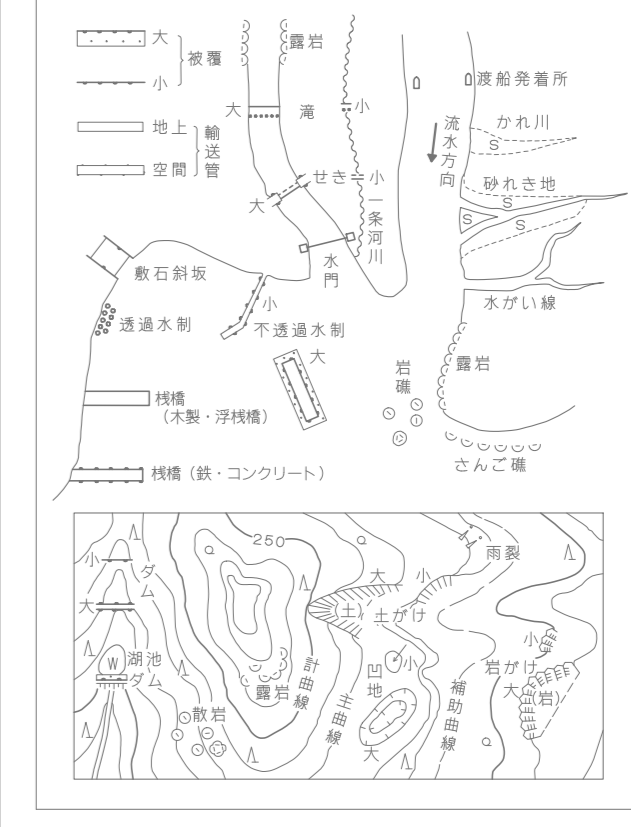 大
小
被覆
地上
空間
輸送管
露岩
大 滝 小
せき 小
大
一条河川
水門
渡船発着所
流水方向
かれ川
S
砂れき地
S
S
S
水がい線
露岩
敷石斜坂
透過水制
小
不透過水制
大
桟橋
（木製・浮桟橋）
桟橋（鉄・コンクリート）
岩礁
さんご礁
小
ダム
大
W
湖池
ダム
250
露岩
散岩
計曲線
主曲線
大 小
（土）
土がけ
雨裂
凹地
小
大
補助曲線
小
岩がけ
大
（岩）